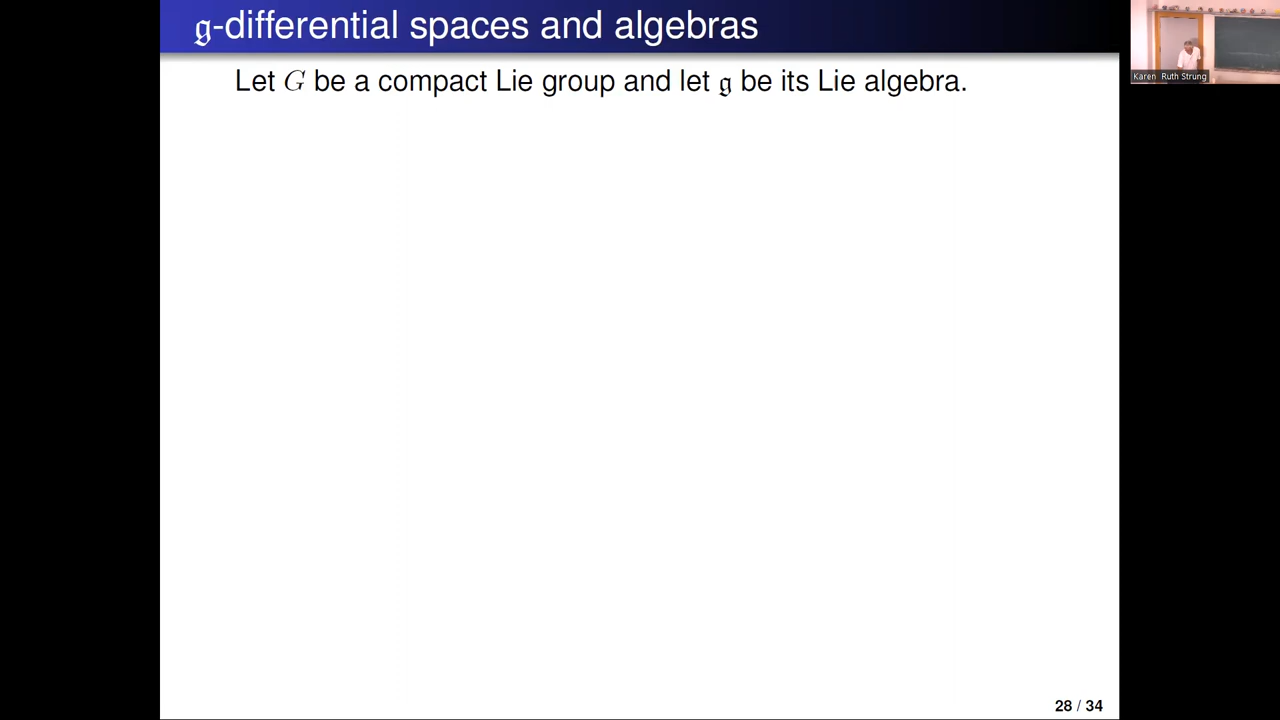 𝔤-differential spaces and algebras
Let G be a compact Lie group and let 𝔤 be its Lie algebra.
Karen Ruth Strung
28 / 34